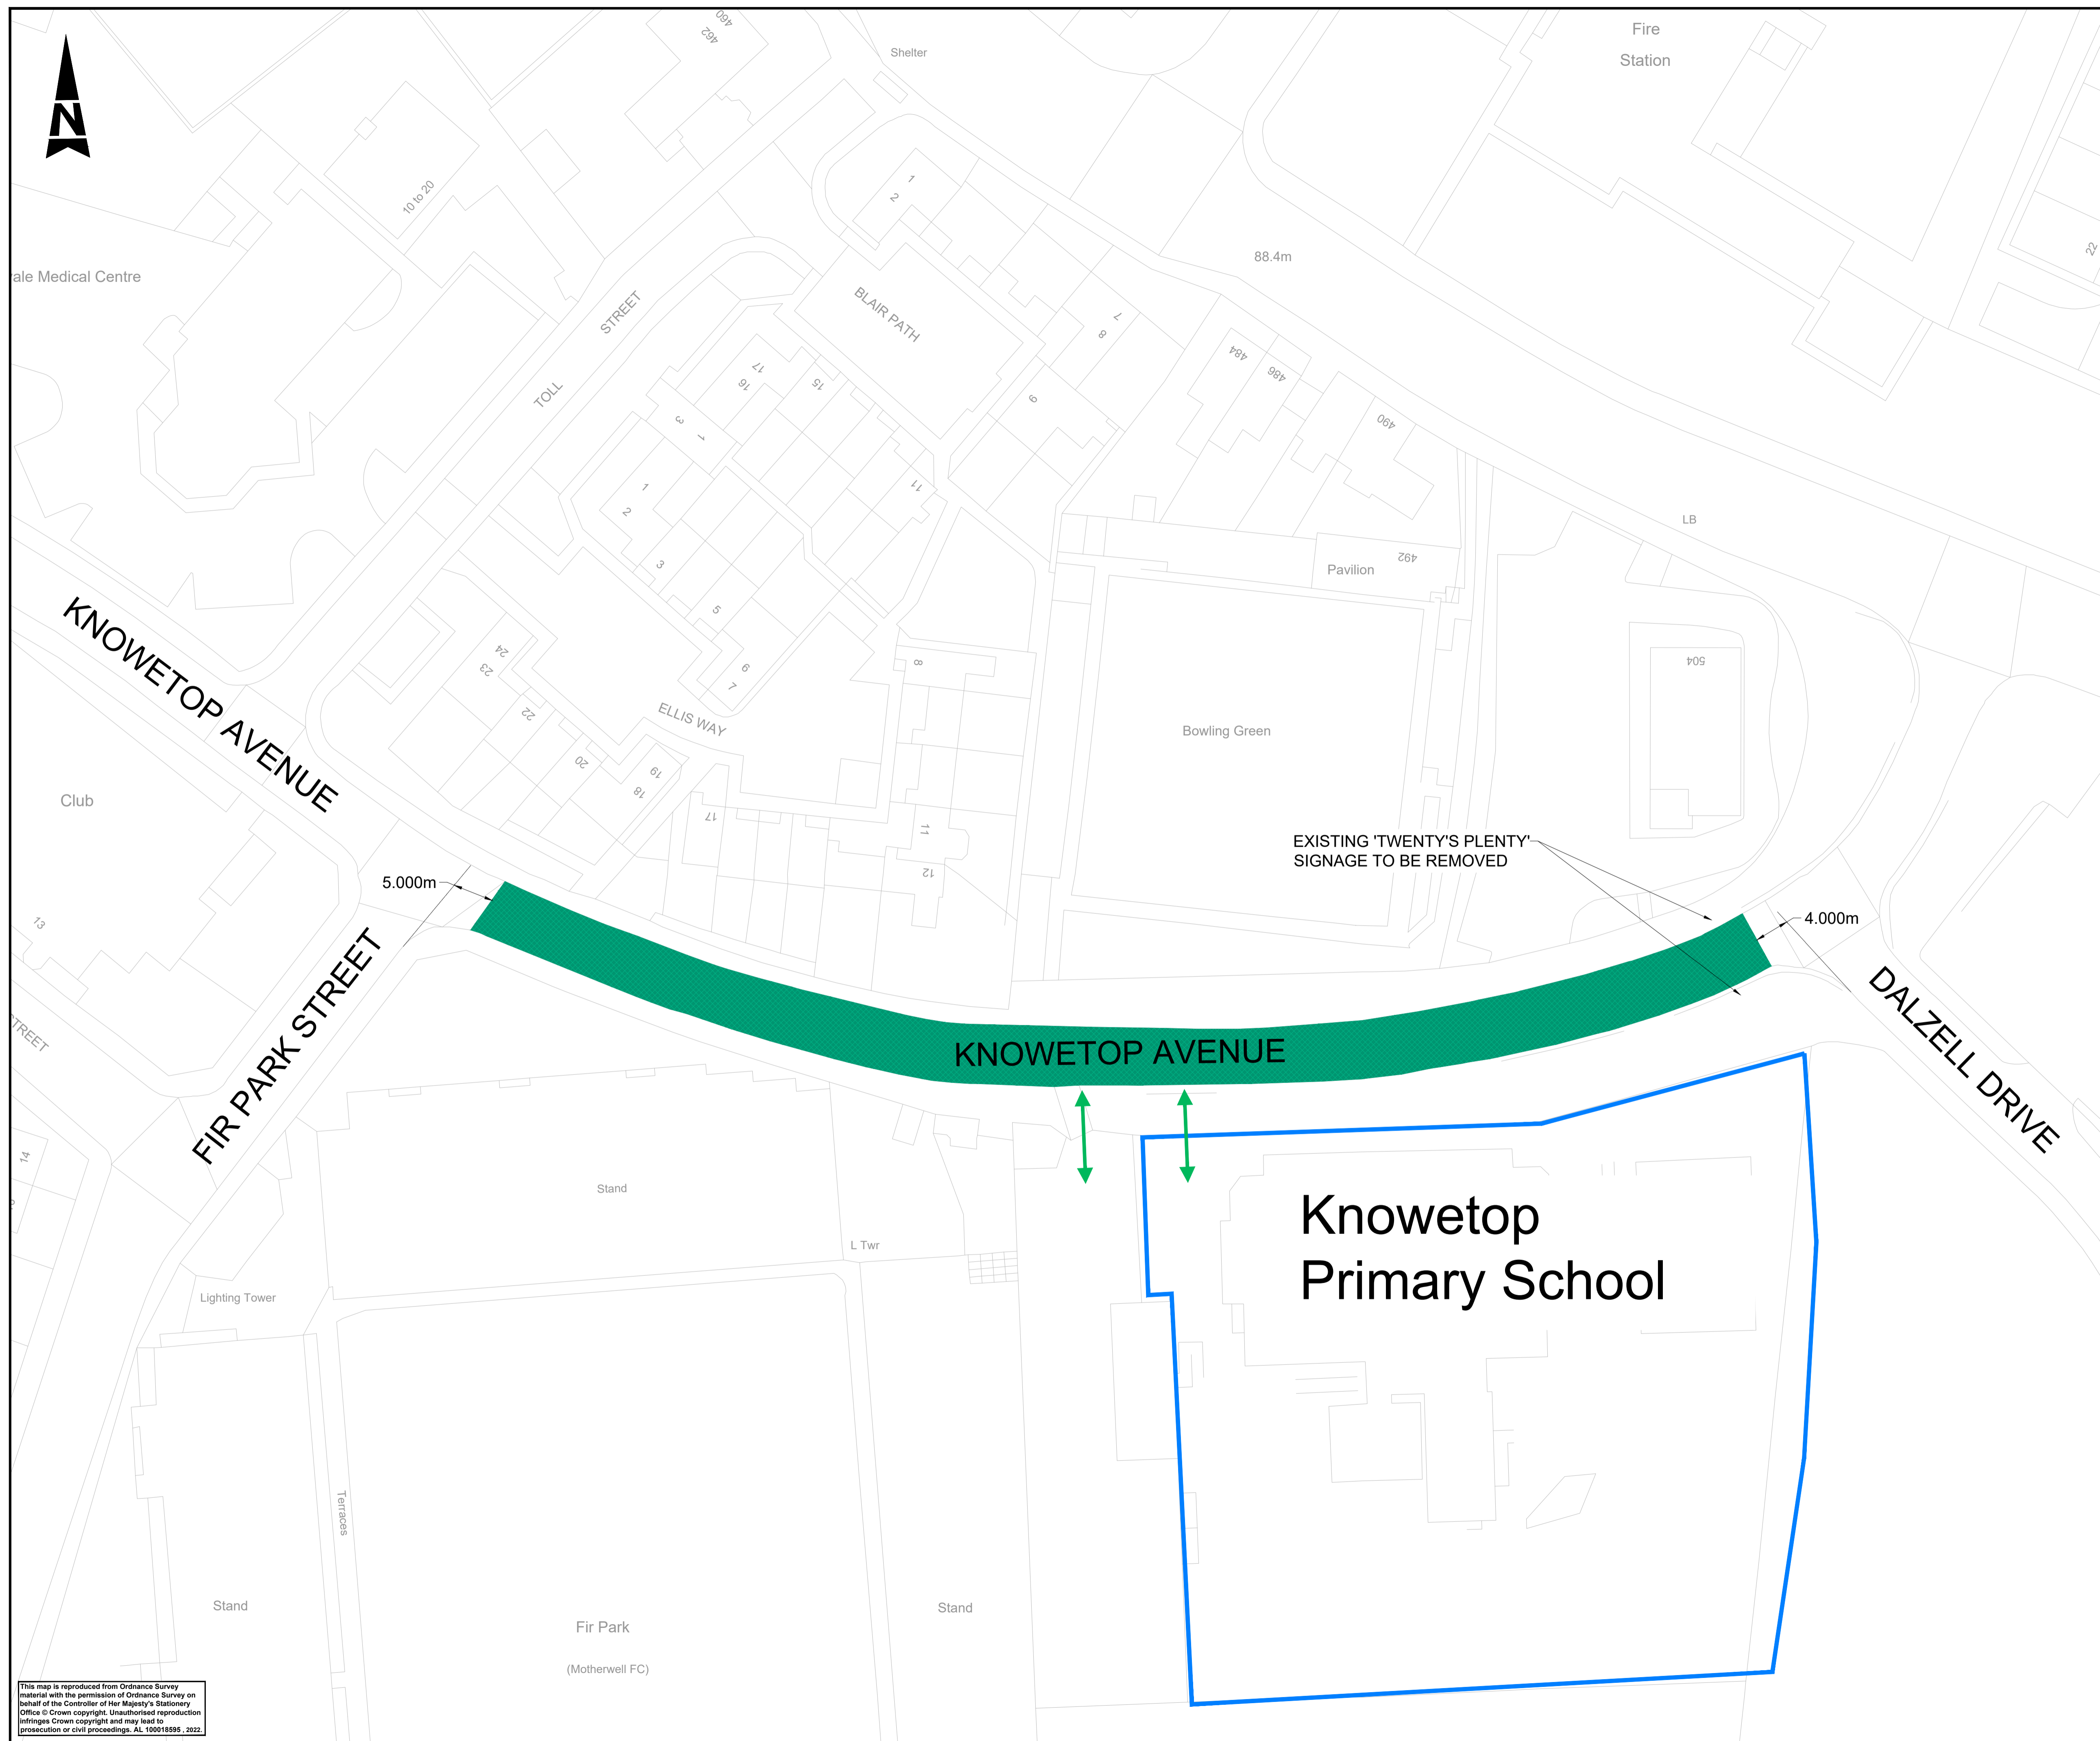 460
462
Shelter
Fire
Station
N
10 to 20
1
2
22
ale Medical Centre
88.4m
STREET
BLAIR PATH
7
8
TOLL
17
16
15
484
486
490
9
3
1
11
1
2
LB
3
Pavilion
492
5
KNOWETOP AVENUE
24
23
22
6
7
8
504
ELLIS WAY
Bowling Green
20
19
18
Club
17
11
12
EXISTING 'TWENTY'S PLENTY'
SIGNAGE TO BE REMOVED
5.000m
4.000m
13
FIR PARK STREET
DALZELL DRIVE
STREET
KNOWETOP AVENUE
14
Stand
Knowetop
Primary School
L Twr
Lighting Tower
Terraces
Stand
Fir Park
(Motherwell FC)
Stand
This map is reproduced from Ordnance Survey
material with the permission of Ordnance Survey on
behalf of the Controller of Her Majesty's Stationery
Office © Crown copyright. Unauthorised reproduction
infringes Crown copyright and may lead to
prosecution or civil proceedings. AL 100018595 , 2022.